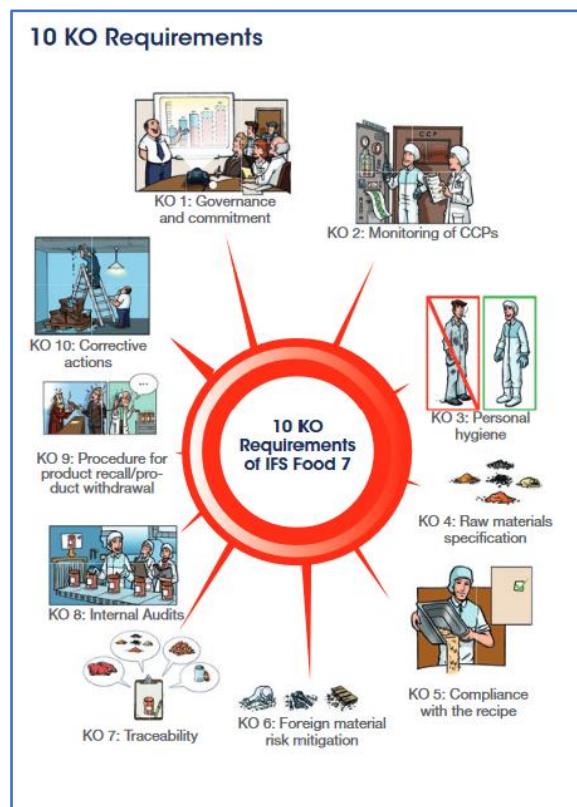 10 KO Requirements
KO 1: Governance
and commitment
CCP
KO 2: Monitoring of CCPs
KO 10: Corrective
actions
KO 3: Personal
hygiene
10 KO
Requirements
of IFS Food 7
...
KO 9: Procedure for
product recall/pro-
duct withdrawal
KO 4: Raw materials
specification
KO 8: Internal Audits
KO 5: Compliance
with the recipe
KO 7: Traceability
KO 6: Foreign material
risk mitigation